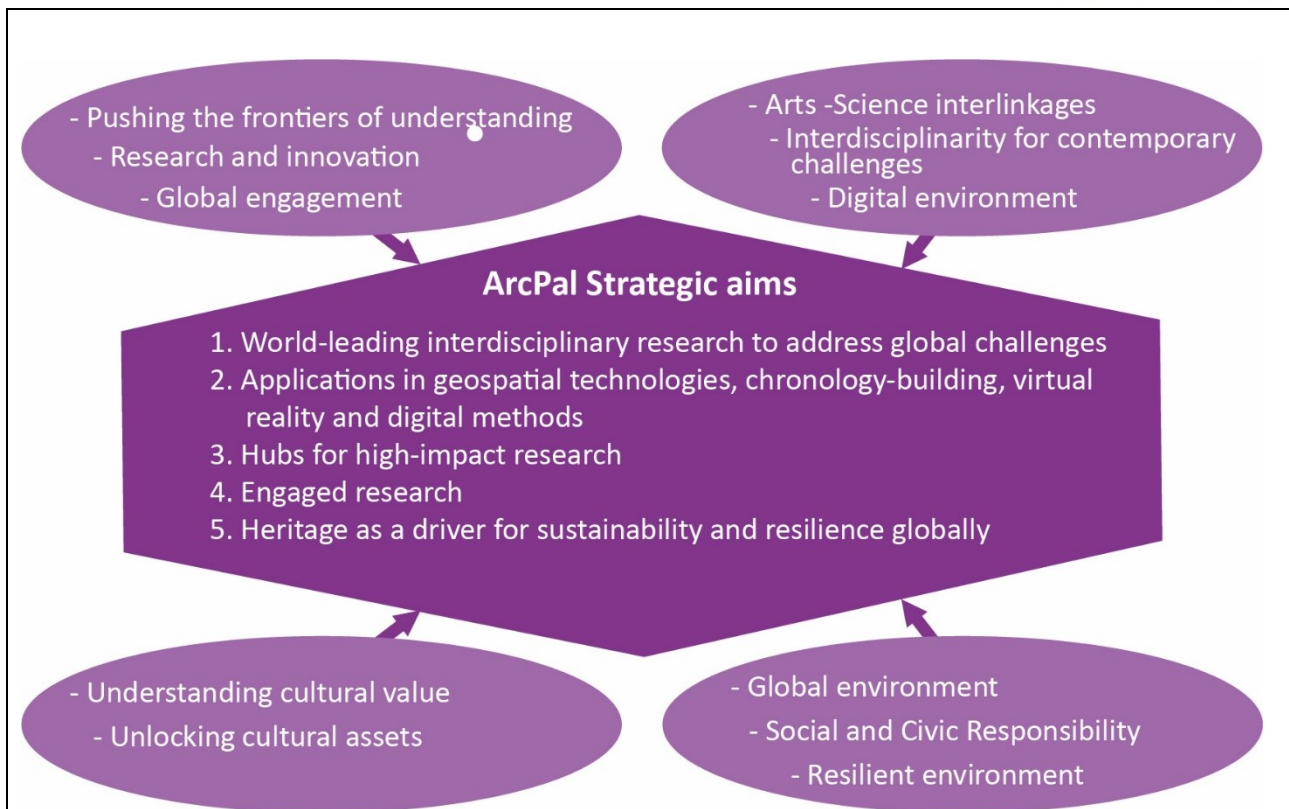 - Pushing the frontiers of understanding
- Research and innovation
- Global engagement
- Arts -Science interlinkages
- Interdisciplinarity for contemporary
challenges
- Digital environment
ArcPal Strategic aims
1. World-leading interdisciplinary research to address global challenges
2. Applications in geospatial technologies, chronology-building, virtual
reality and digital methods
3. Hubs for high-impact research
4. Engaged research
5. Heritage as a driver for sustainability and resilience globally
- Understanding cultural value
- Unlocking cultural assets
- Global environment
- Social and Civic Responsibility
- Resilient environment